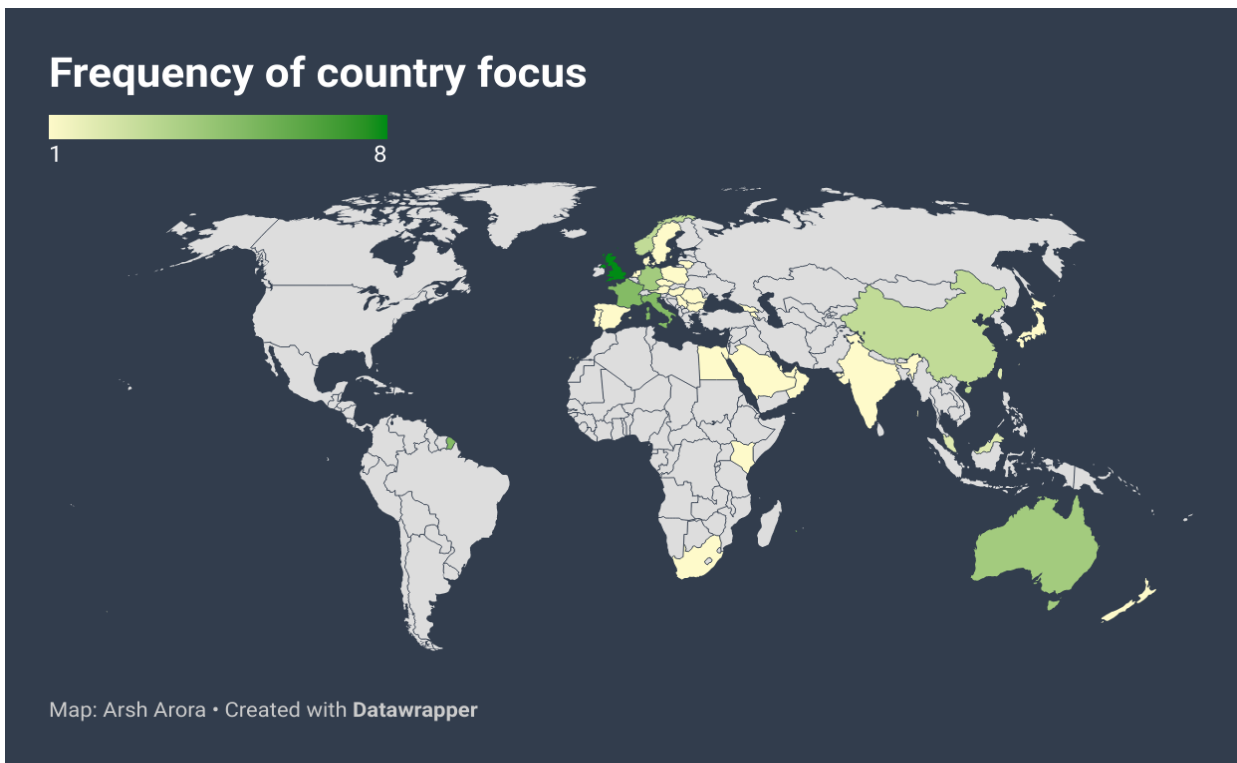 Frequency of country focus
1 8
Map: Arsh Arora • Created with Datawrapper